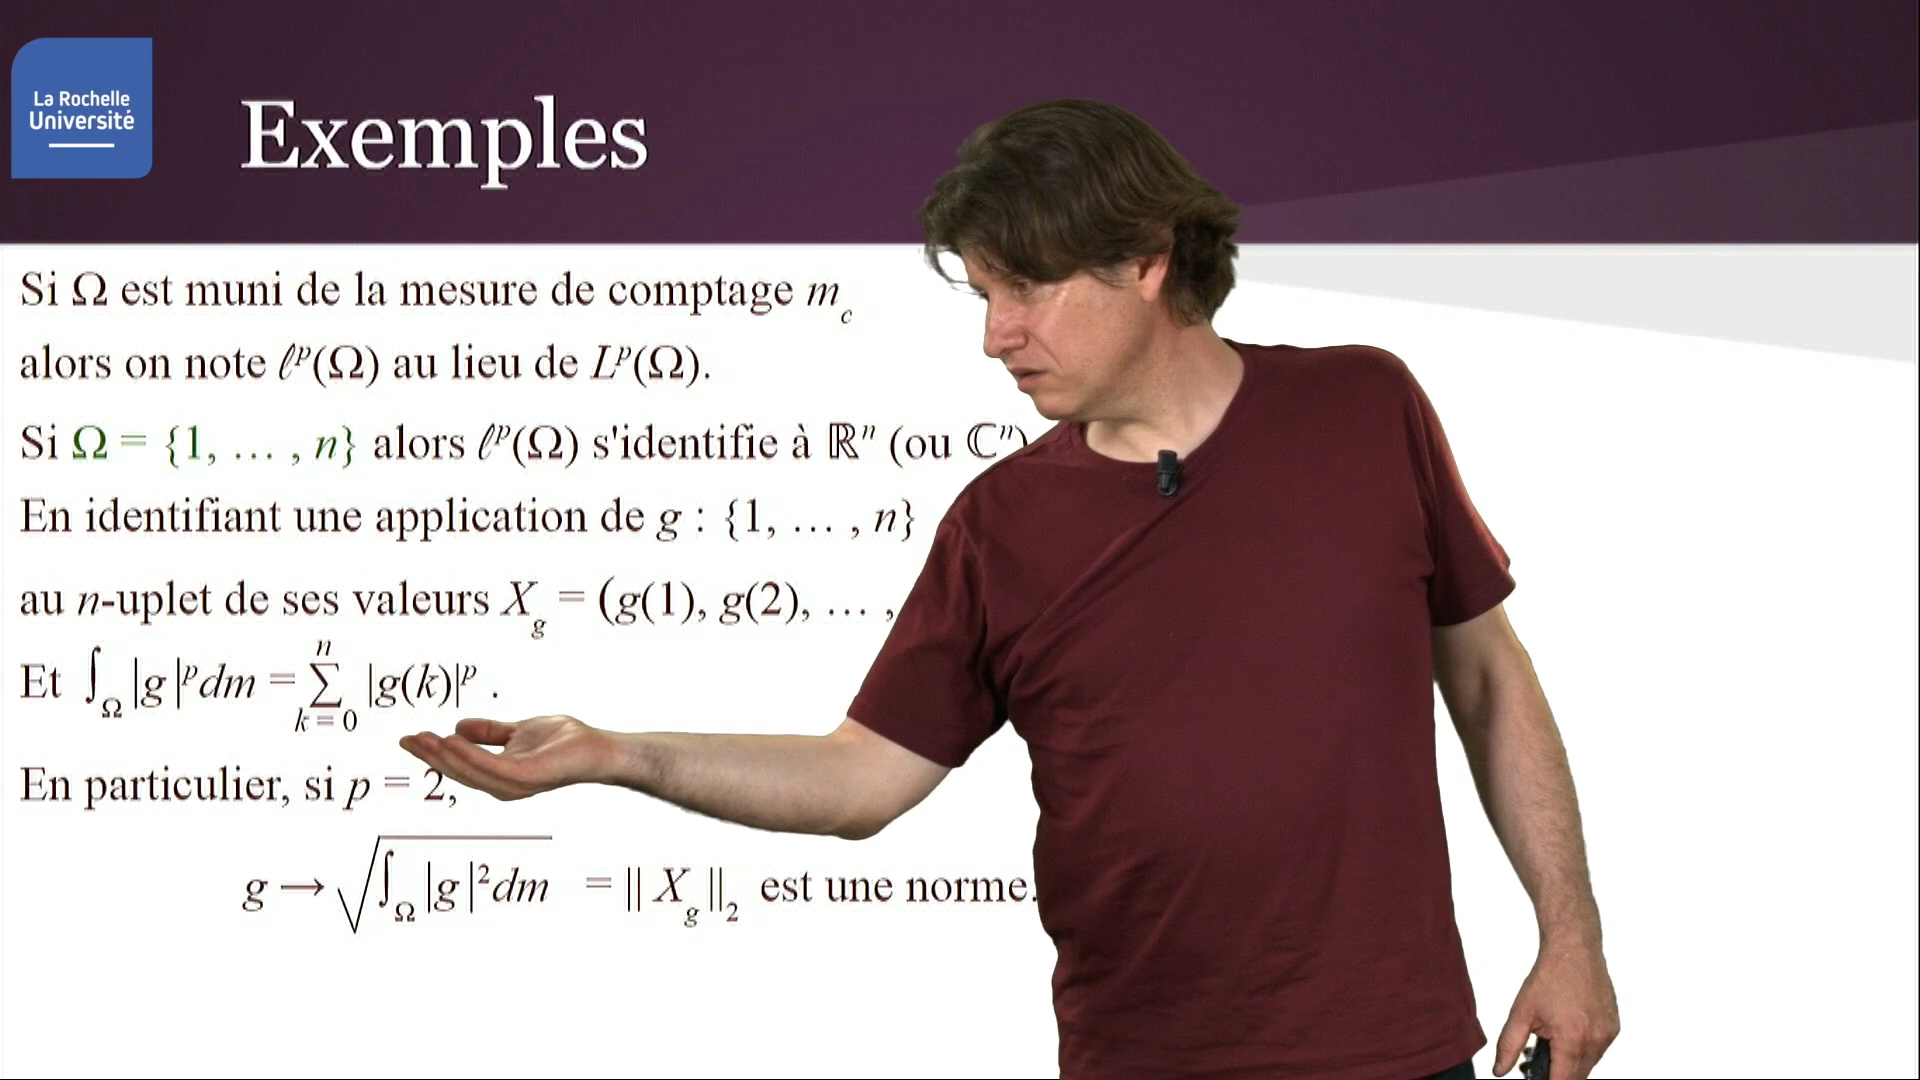 La Rochelle
Université
Exemples
Si Ω est muni de la mesure de comptage m_c
alors on note ℓ^p(Ω) au lieu de L^p(Ω).
Si Ω = {1, … , n} alors ℓ^p(Ω) s'identifie à ℝ^n (ou ℂ^n)
En identifiant une application de g : {1, … , n}
au n-uplet de ses valeurs X_g = (g(1), g(2), … ,
Et ∫_Ω |g|^p dm = ∑_{k = 0}^n |g(k)|^p .
En particulier, si p = 2,
g → √(∫_Ω |g|^2 dm) = || X_g ||_2 est une norme.